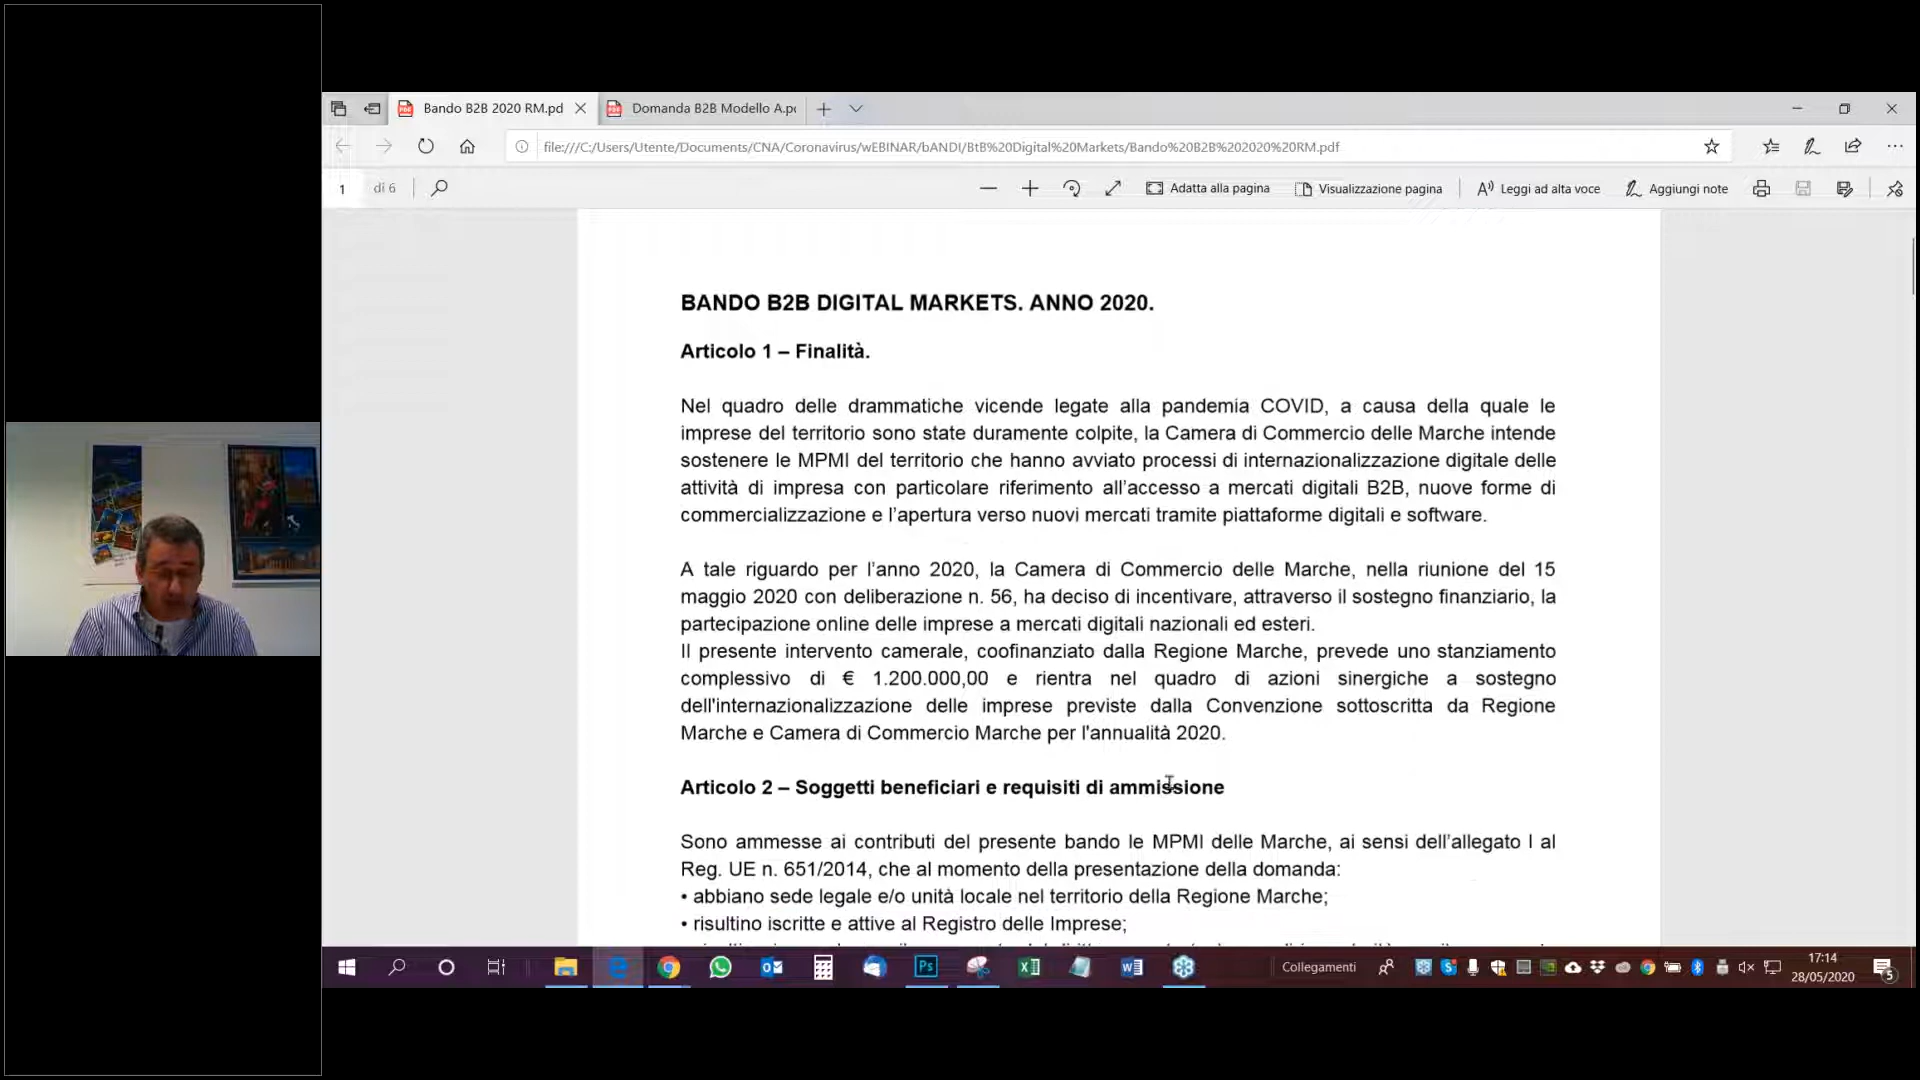 Bando B2B 2020 RM.pd
Domanda B2B Modello A.pc
file:///C:/Users/Utente/Documents/CNA/Coronavirus/wEBINAR/bANDI/BtB%20Digital%20Markets/Bando%20B2B%202020%20RM.pdf
1 di 6
Adatta alla pagina
Visualizzazione pagina
Leggi ad alta voce
Aggiungi note
BANDO B2B DIGITAL MARKETS. ANNO 2020.
Articolo 1 – Finalità.
Nel quadro delle drammatiche vicende legate alla pandemia COVID, a causa della quale le
imprese del territorio sono state duramente colpite, la Camera di Commercio delle Marche intende
sostenere le MPMI del territorio che hanno avviato processi di internazionalizzazione digitale delle
attività di impresa con particolare riferimento all’accesso a mercati digitali B2B, nuove forme di
commercializzazione e l’apertura verso nuovi mercati tramite piattaforme digitali e software.
A tale riguardo per l’anno 2020, la Camera di Commercio delle Marche, nella riunione del 15
maggio 2020 con deliberazione n. 56, ha deciso di incentivare, attraverso il sostegno finanziario, la
partecipazione online delle imprese a mercati digitali nazionali ed esteri.
Il presente intervento camerale, coofinanziato dalla Regione Marche, prevede uno stanziamento
complessivo di € 1.200.000,00 e rientra nel quadro di azioni sinergiche a sostegno
dell'internazionalizzazione delle imprese previste dalla Convenzione sottoscritta da Regione
Marche e Camera di Commercio Marche per l'annualità 2020.
Articolo 2 – Soggetti beneficiari e requisiti di ammissione
Sono ammesse ai contributi del presente bando le MPMI delle Marche, ai sensi dell’allegato I al
Reg. UE n. 651/2014, che al momento della presentazione della domanda:
• abbiano sede legale e/o unità locale nel territorio della Regione Marche;
• risultino iscritte e attive al Registro delle Imprese;
Collegamenti
17:14
28/05/2020
5